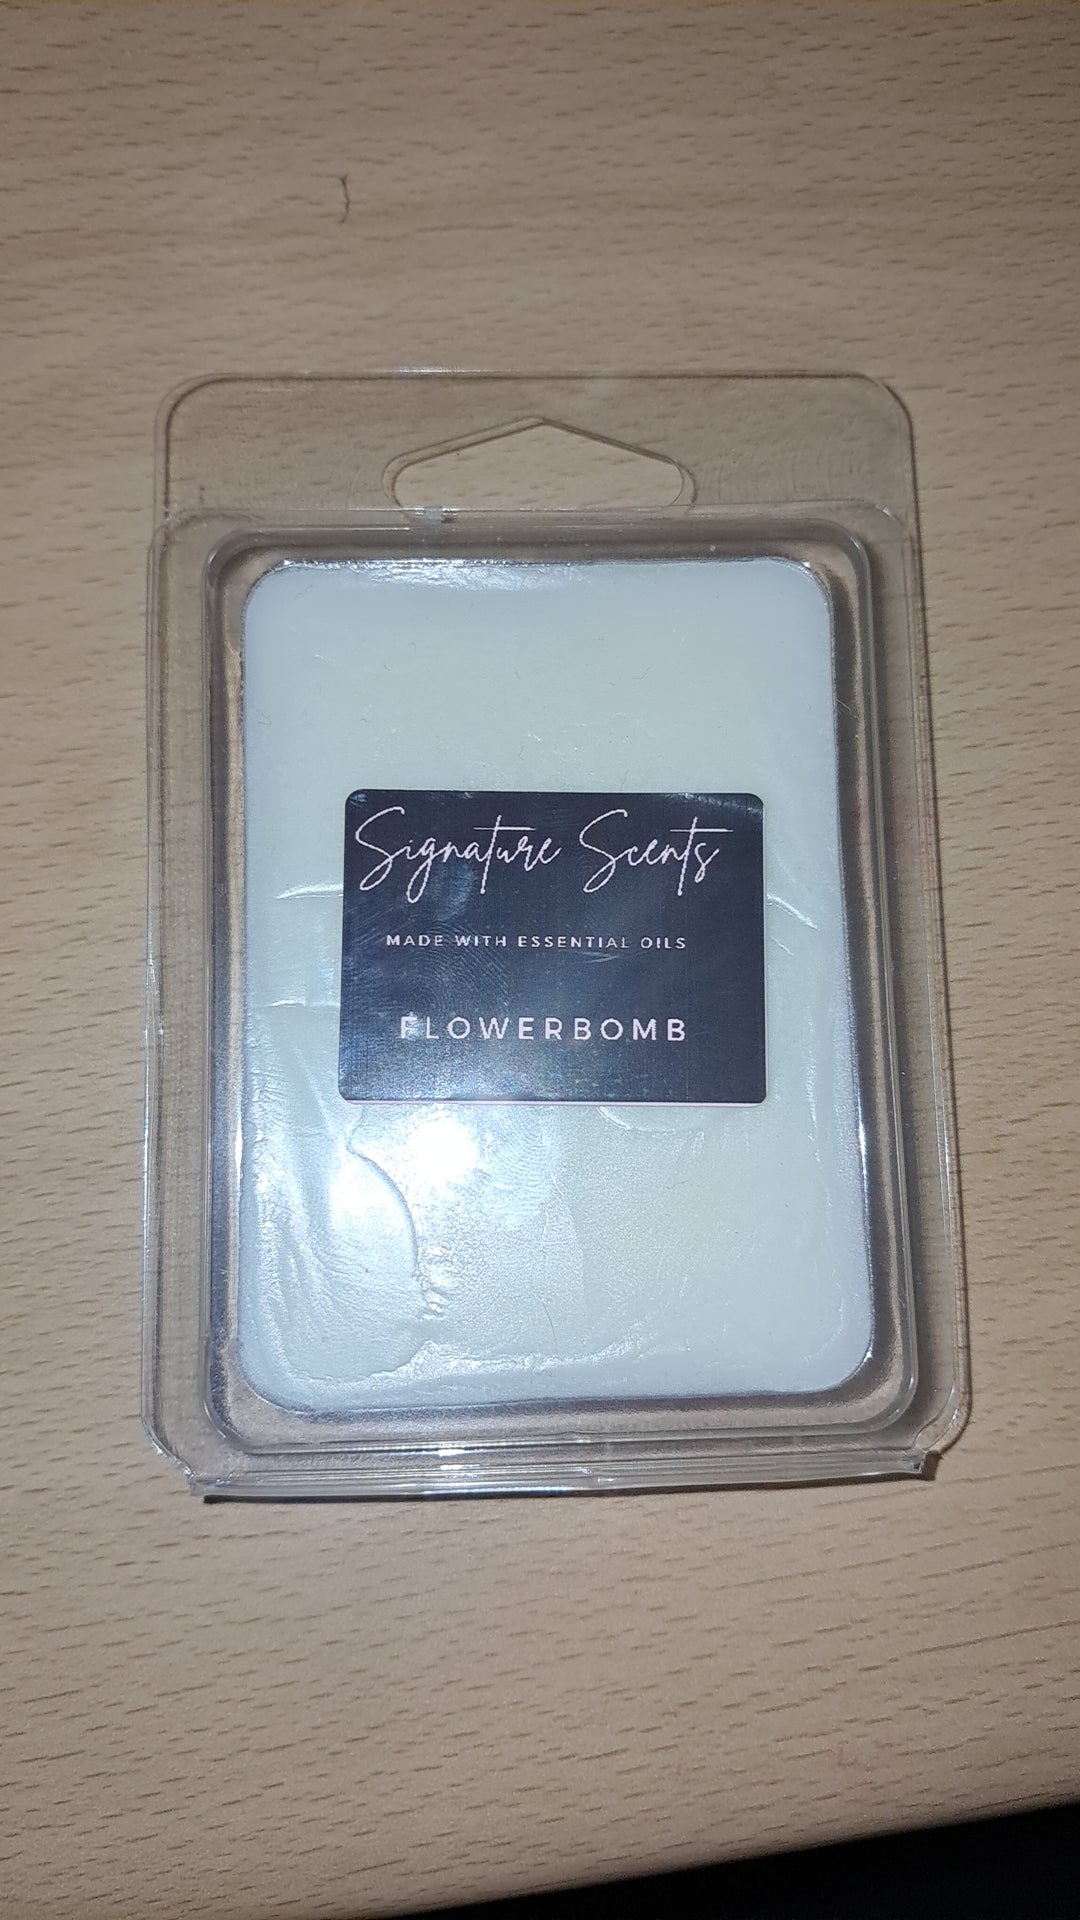 Signature Scents
MADE WITH ESSENTIAL OILS
FLOWERBOMB